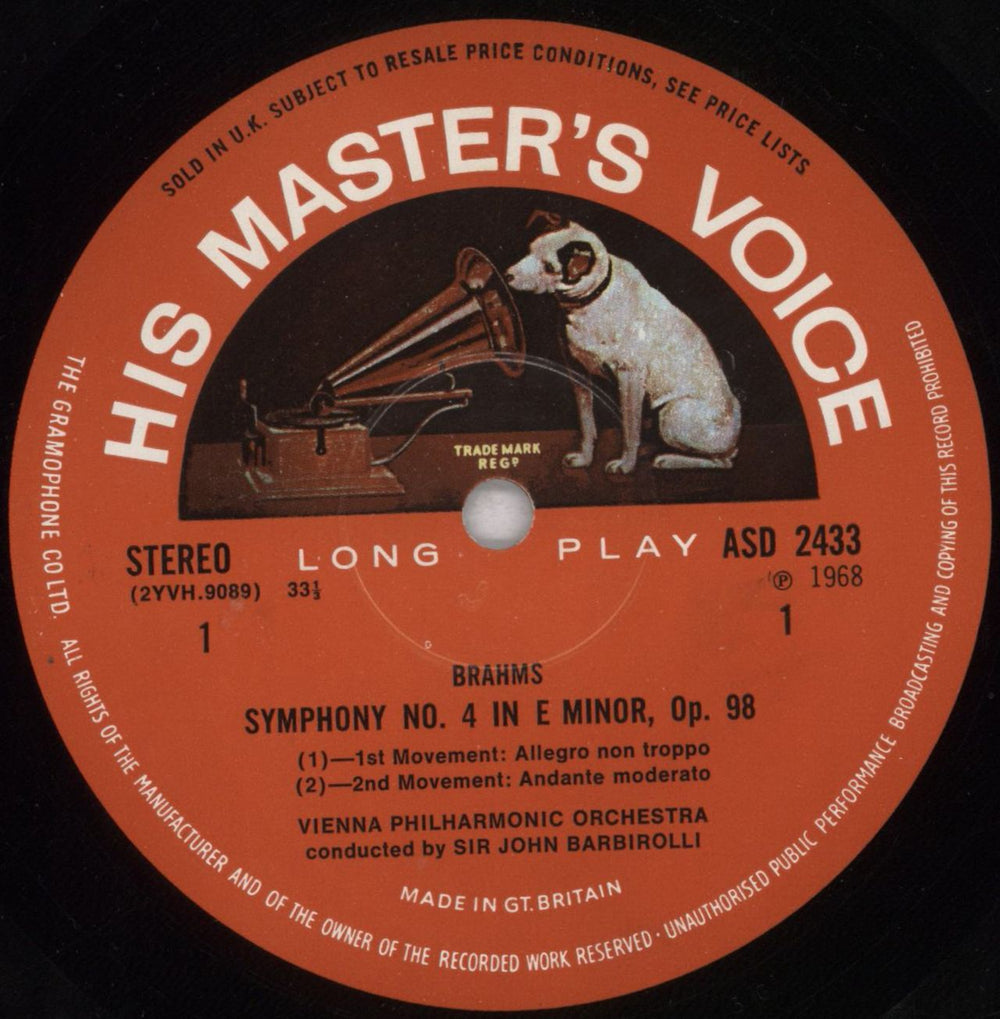 SOLD IN U.K. SUBJECT TO RESALE PRICE CONDITIONS, SEE PRICE LISTS
HIS MASTER'S VOICE
TRADE MARK
REGD
STEREO
LONG PLAY
ASD 2433
(2YVH.9089) 33⅓
Ⓟ 1968
1
1
BRAHMS
SYMPHONY NO. 4 IN E MINOR, Op. 98
(1)—1st Movement: Allegro non troppo
(2)—2nd Movement: Andante moderato
VIENNA PHILHARMONIC ORCHESTRA
conducted by SIR JOHN BARBIROLLI
MADE IN GT. BRITAIN
THE GRAMOPHONE CO LTD. ALL RIGHTS OF THE MANUFACTURER AND OF THE OWNER OF THE RECORDED WORK RESERVED · UNAUTHORISED PUBLIC PERFORMANCE BROADCASTING AND COPYING OF THIS RECORD PROHIBITED